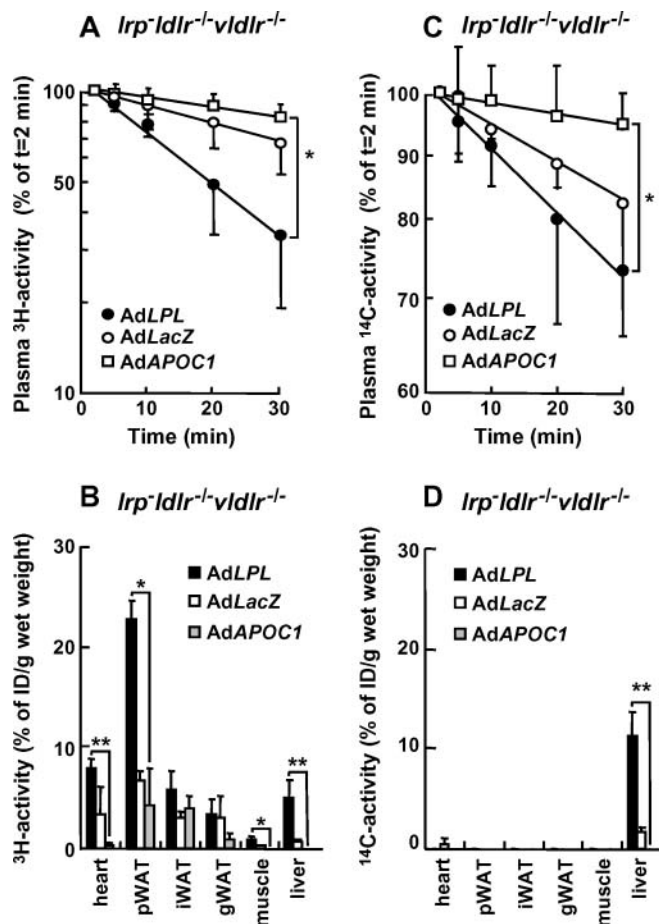 A lrp⁻ldlr⁻/⁻vldlr⁻/⁻
Plasma ³H-activity (% of t=2 min)
100
50
10
*
AdLPL
AdLacZ
AdAPOC1
10 20 30
Time (min)
C lrp⁻ldlr⁻/⁻vldlr⁻/⁻
Plasma ¹⁴C-activity (% of t=2 min)
100
90
80
70
60
*
AdLPL
AdLacZ
AdAPOC1
0 10 20 30
Time (min)
B lrp⁻ldlr⁻/⁻vldlr⁻/⁻
³H-activity (% of ID/g wet weight)
30
20
10
0
AdLPL
AdLacZ
AdAPOC1
**
*
*
**
heart pWAT iWAT gWAT muscle liver
D lrp⁻ldlr⁻/⁻vldlr⁻/⁻
¹⁴C-activity (% of ID/g wet weight)
30
20
10
0
AdLPL
AdLacZ
AdAPOC1
**
heart pWAT iWAT gWAT muscle liver